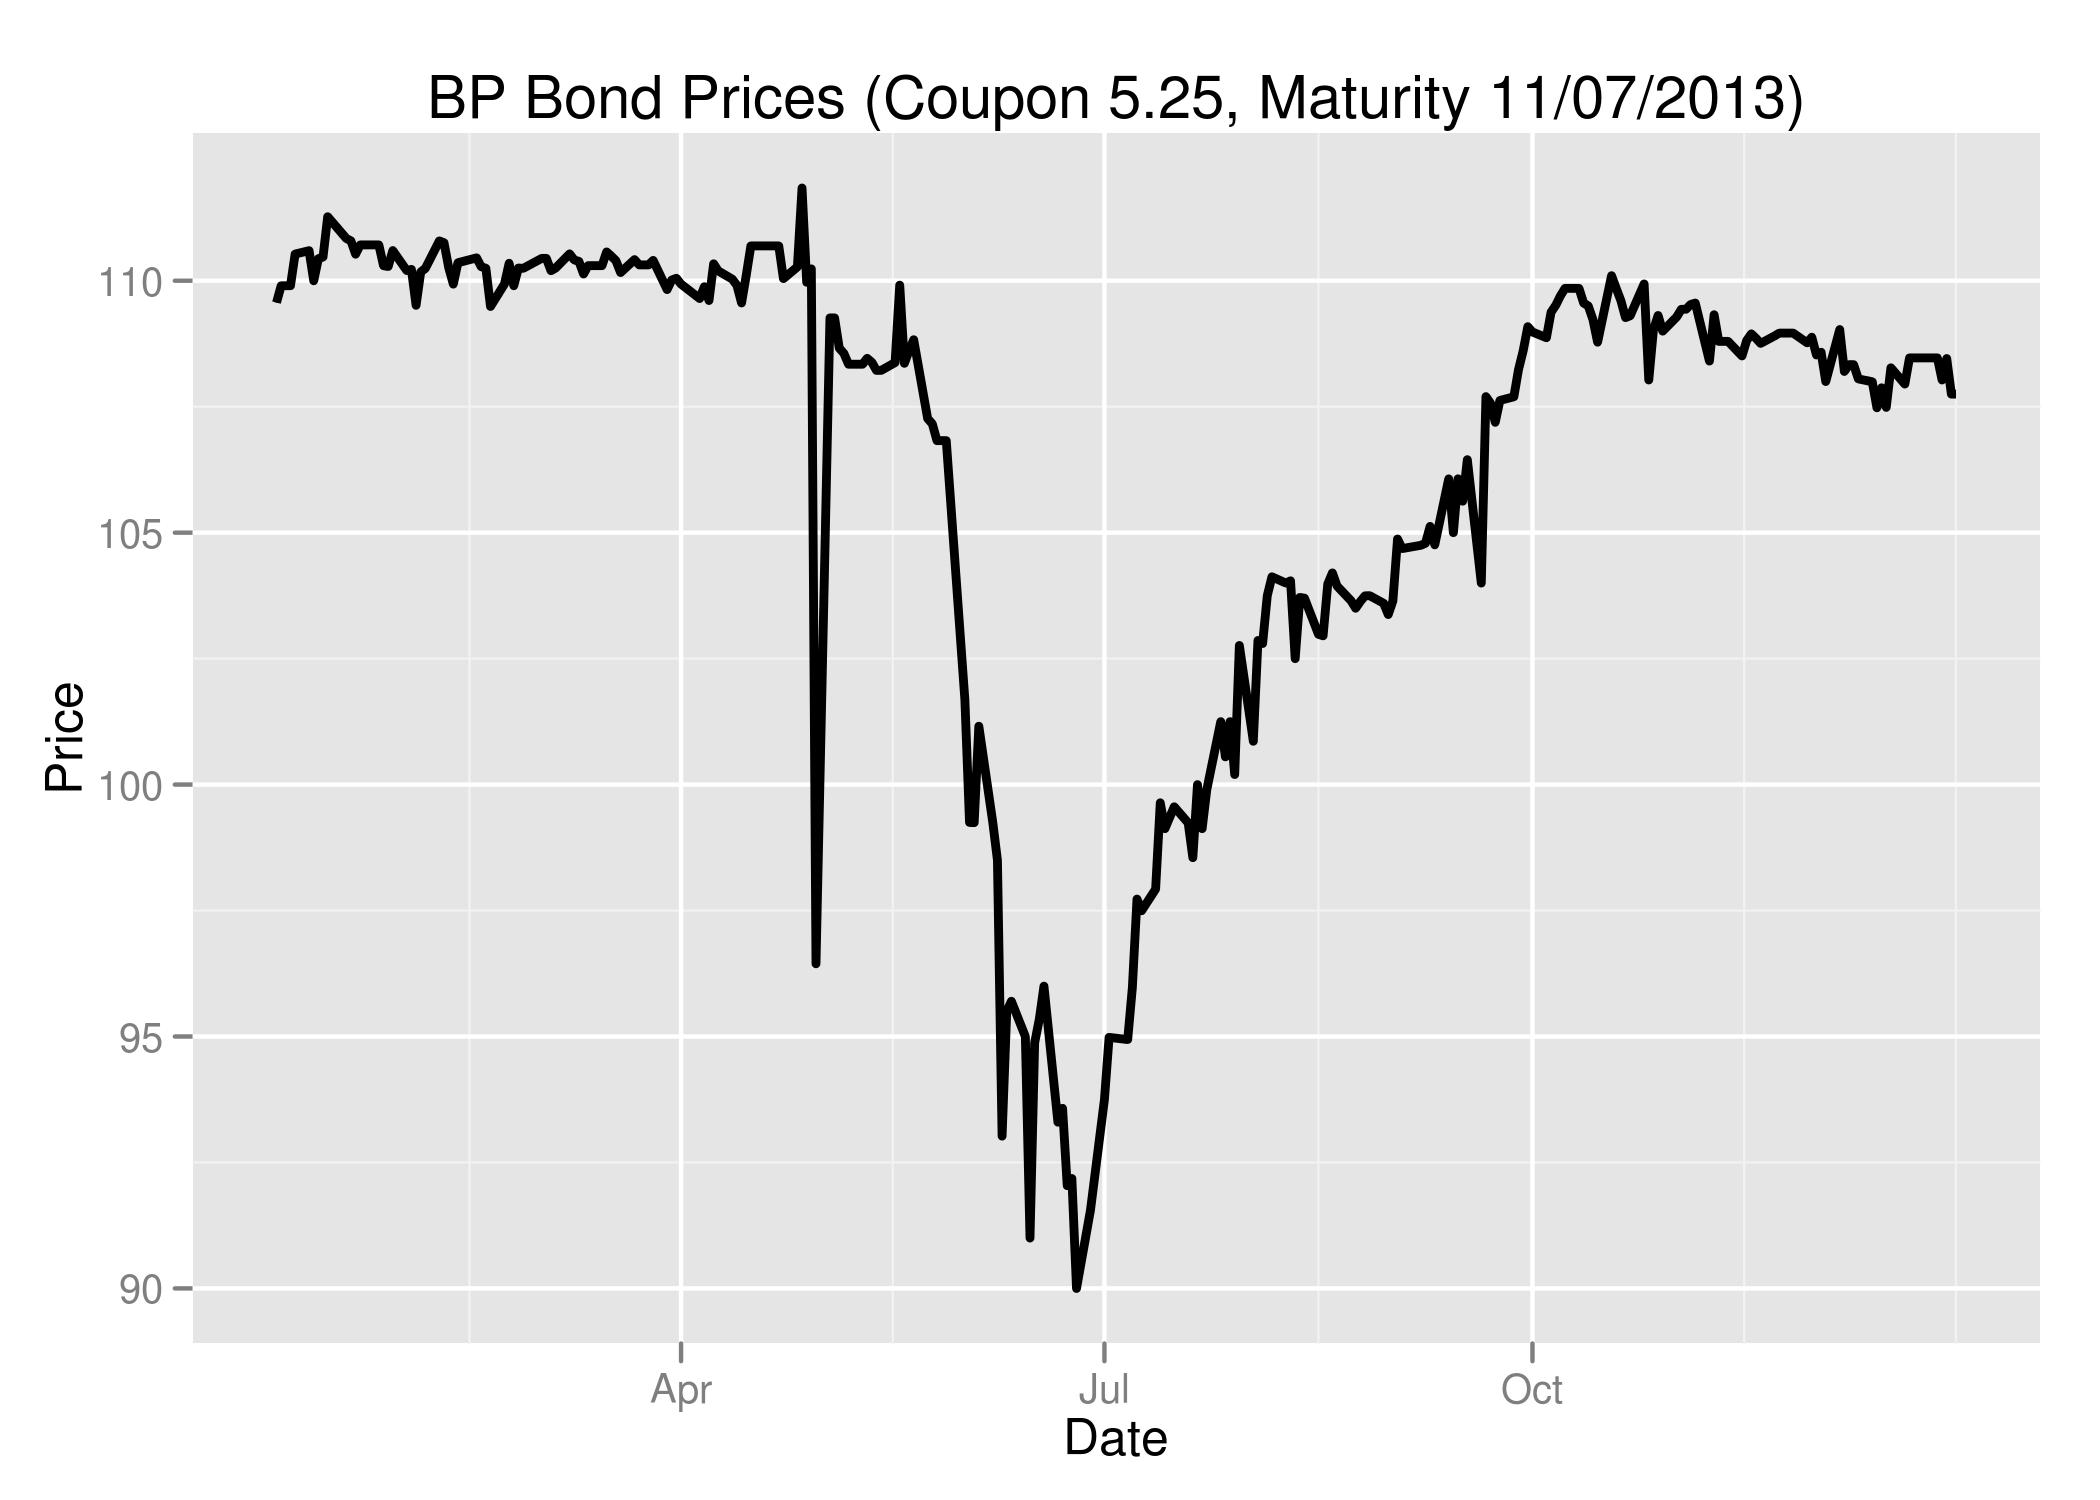 BP Bond Prices (Coupon 5.25, Maturity 11/07/2013)
110
105
100
95
90
Price
Apr
Jul
Oct
Date